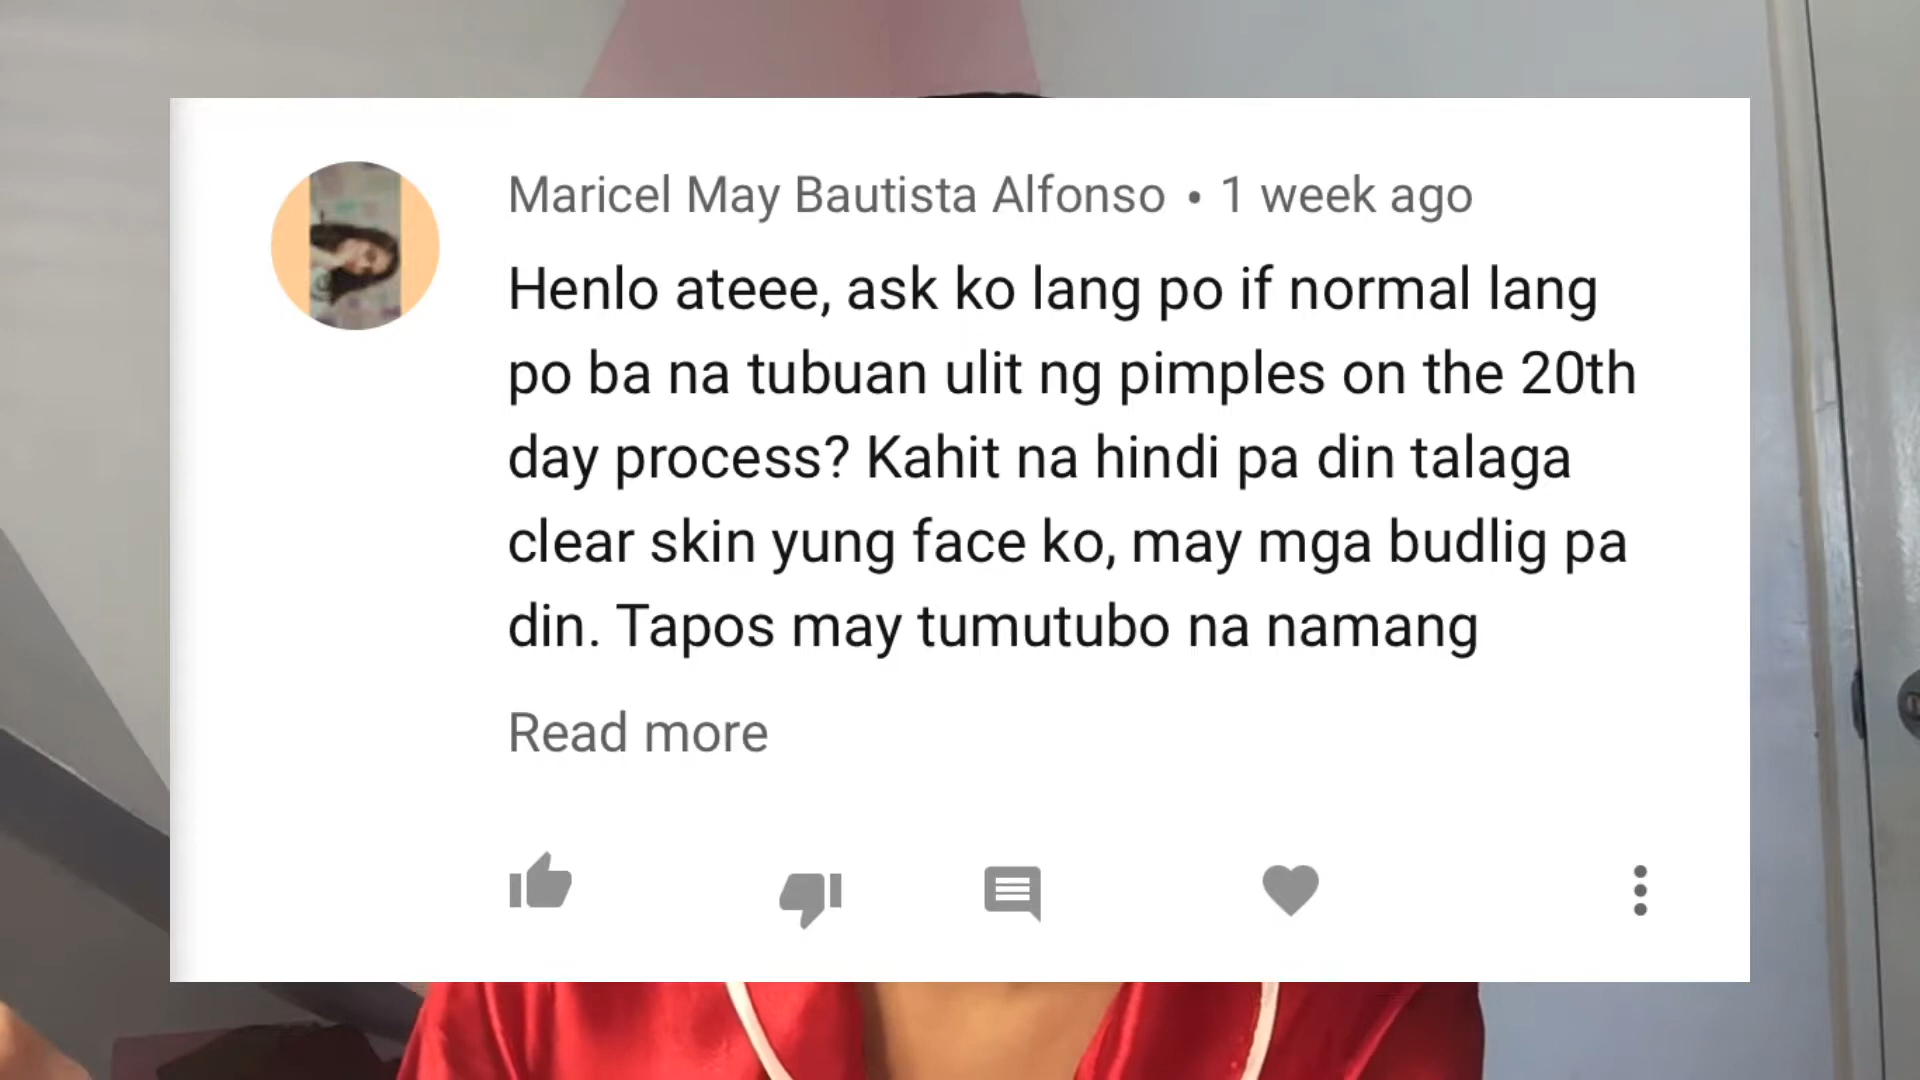 Maricel May Bautista Alfonso • 1 week ago
Henlo ateee, ask ko lang po if normal lang
po ba na tubuan ulit ng pimples on the 20th
day process? Kahit na hindi pa din talaga
clear skin yung face ko, may mga budlig pa
din. Tapos may tumutubo na namang
Read more